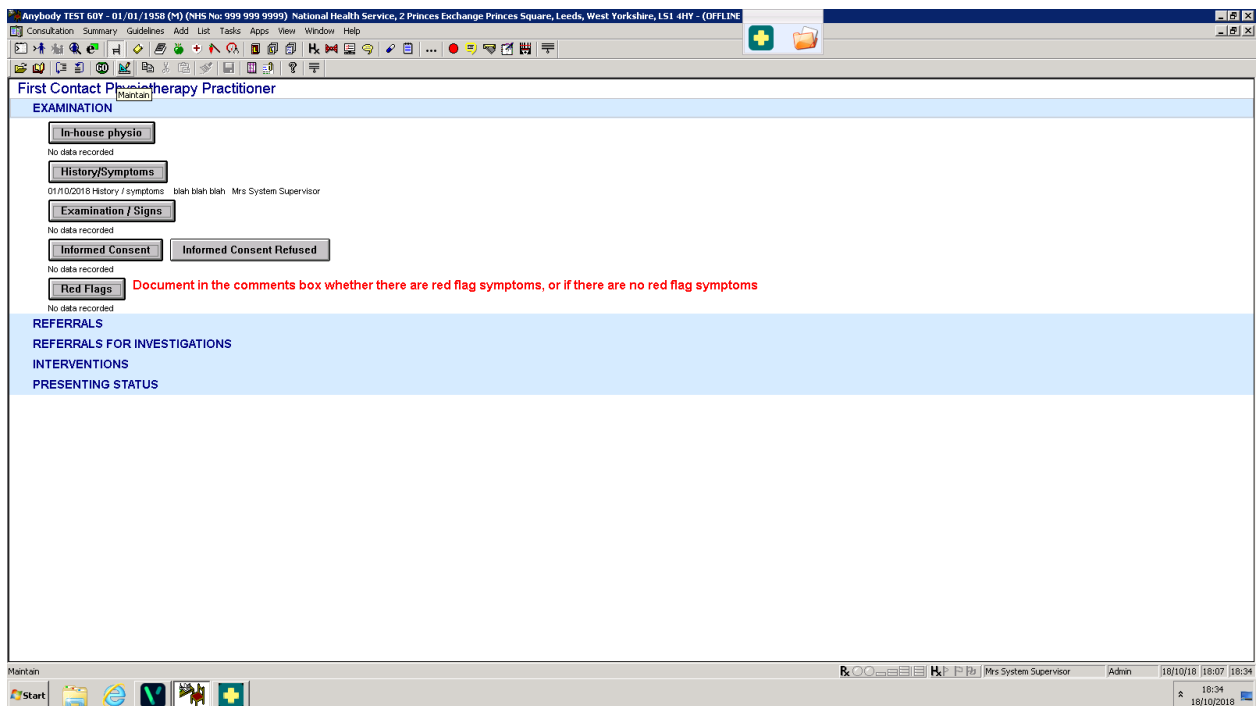 Anybody TEST 60Y - 01/01/1958 (M) (NHS No: 999 999 9999) National Health Service, 2 Princes Exchange Princes Square, Leeds, West Yorkshire, LS1 4HY - (OFFLINE
Consultation Summary Guidelines Add List Tasks Apps View Window Help
GO
First Contact Physiotherapy Practitioner
Maintain
EXAMINATION
In-house physio
No data recorded
History/Symptoms
01/10/2018 History / symptoms blah blah blah Mrs System Supervisor
Examination / Signs
No data recorded
Informed Consent Informed Consent Refused
No data recorded
Red Flags Document in the comments box whether there are red flag symptoms, or if there are no red flag symptoms
No data recorded
REFERRALS
REFERRALS FOR INVESTIGATIONS
INTERVENTIONS
PRESENTING STATUS
Maintain Mrs System Supervisor Admin 18/10/18 18:07 18:34
Start 18:34
18/10/2018